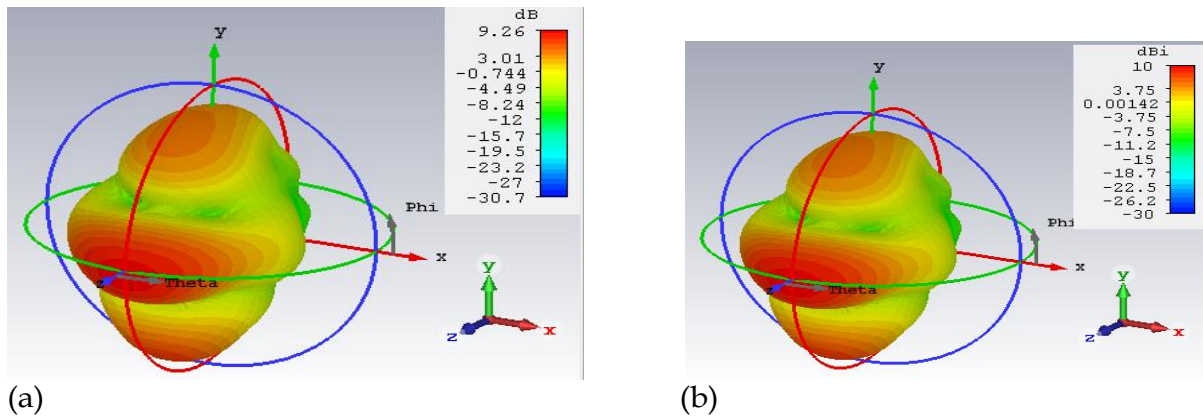 dB
9.26
3.01
-0.744
-4.49
-8.24
-12
-15.7
-19.5
-23.2
-27
-30.7
y
Phi
x
z
Theta
y
z
x
(a)
dBi
10
3.75
0.00142
-3.75
-7.5
-11.2
-15
-18.7
-22.5
-26.2
-30
y
Phi
x
z
Theta
y
z
x
(b)